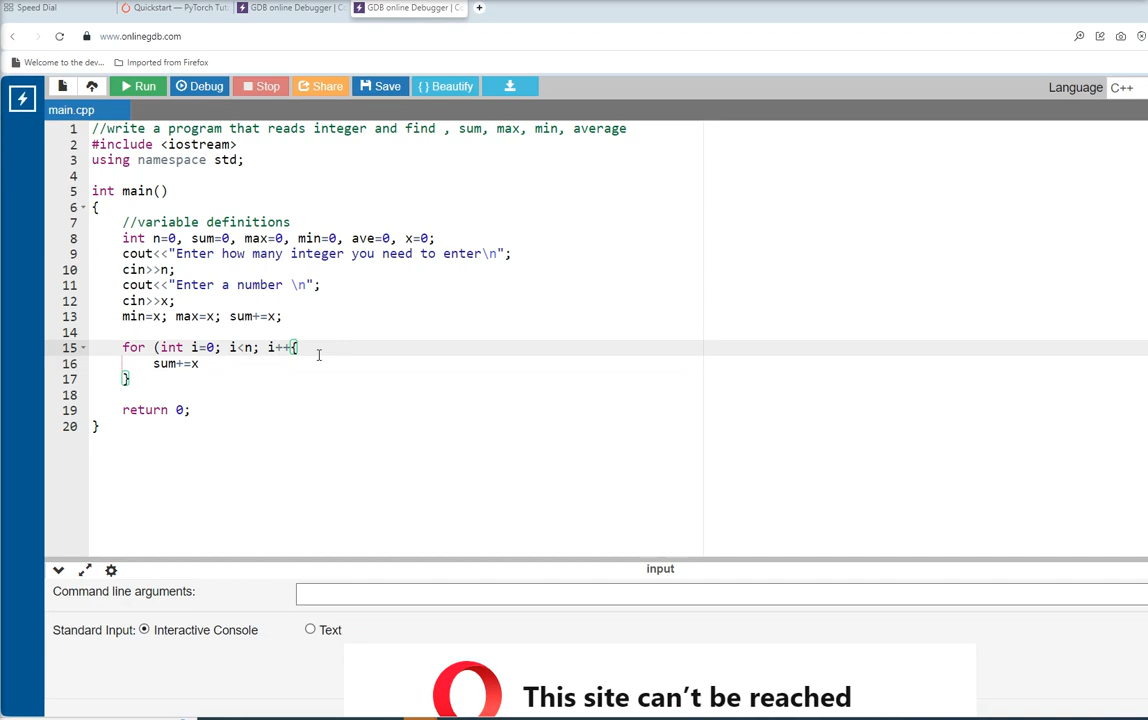 Speed Dial
Quickstart — PyTorch Tut
GDB online Debugger | C
GDB online Debugger | C
www.onlinegdb.com
Welcome to the dev...
Imported from Firefox
Run
Debug
Stop
Share
Save
{ } Beautify
Language
C++
main.cpp
1 //write a program that reads integer and find , sum, max, min, average
2 #include <iostream>
3 using namespace std;
4
5 int main()
6 {
7 //variable definitions
8 int n=0, sum=0, max=0, min=0, ave=0, x=0;
9 cout<<"Enter how many integer you need to enter\n";
10 cin>>n;
11 cout<<"Enter a number \n";
12 cin>>x;
13 min=x; max=x; sum+=x;
14
15 for (int i=0; i<n; i++{
16 sum+=x
17 }
18
19 return 0;
20 }
input
Command line arguments:
Standard Input: Interactive Console Text
This site can’t be reached